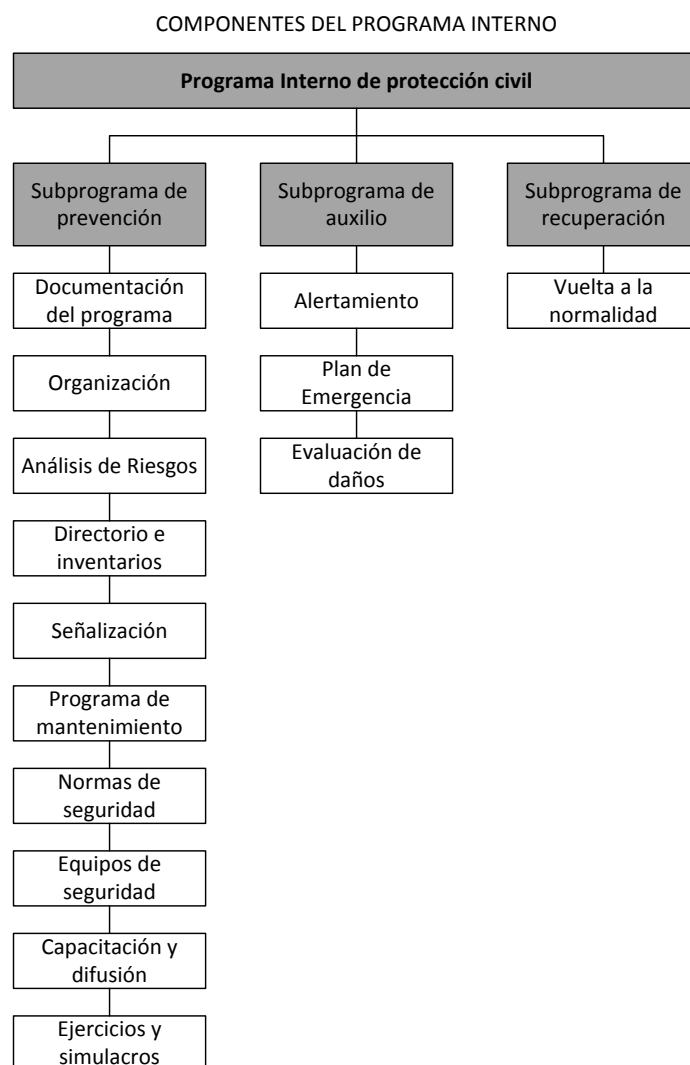 COMPONENTES DEL PROGRAMA INTERNO
Programa Interno de protección civil
Subprograma de
prevención
Documentación
del programa
Organización
Análisis de Riesgos
Directorio e
inventarios
Señalización
Programa de
mantenimiento
Normas de
seguridad
Equipos de
seguridad
Capacitación y
difusión
Ejercicios y
simulacros
Subprograma de
auxilio
Alertamiento
Plan de
Emergencia
Evaluación de
daños
Subprograma de
recuperación
Vuelta a la
normalidad